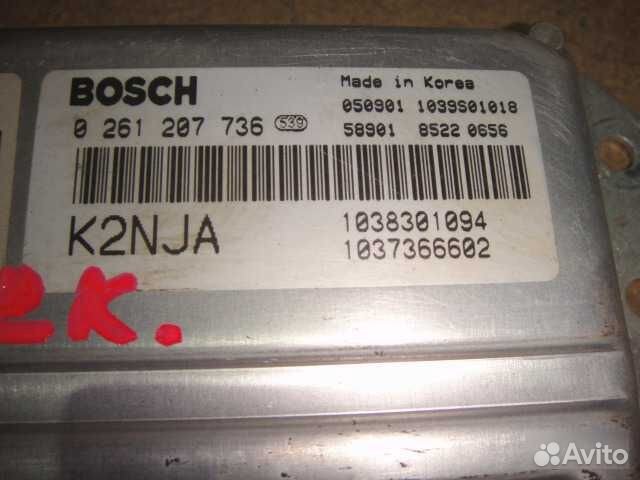 BOSCH
Made in Korea
050901 1039S01018
0 261 207 736 539
58901 8522 0656
K2NJA
1038301094
1037366602
2K.
Avito